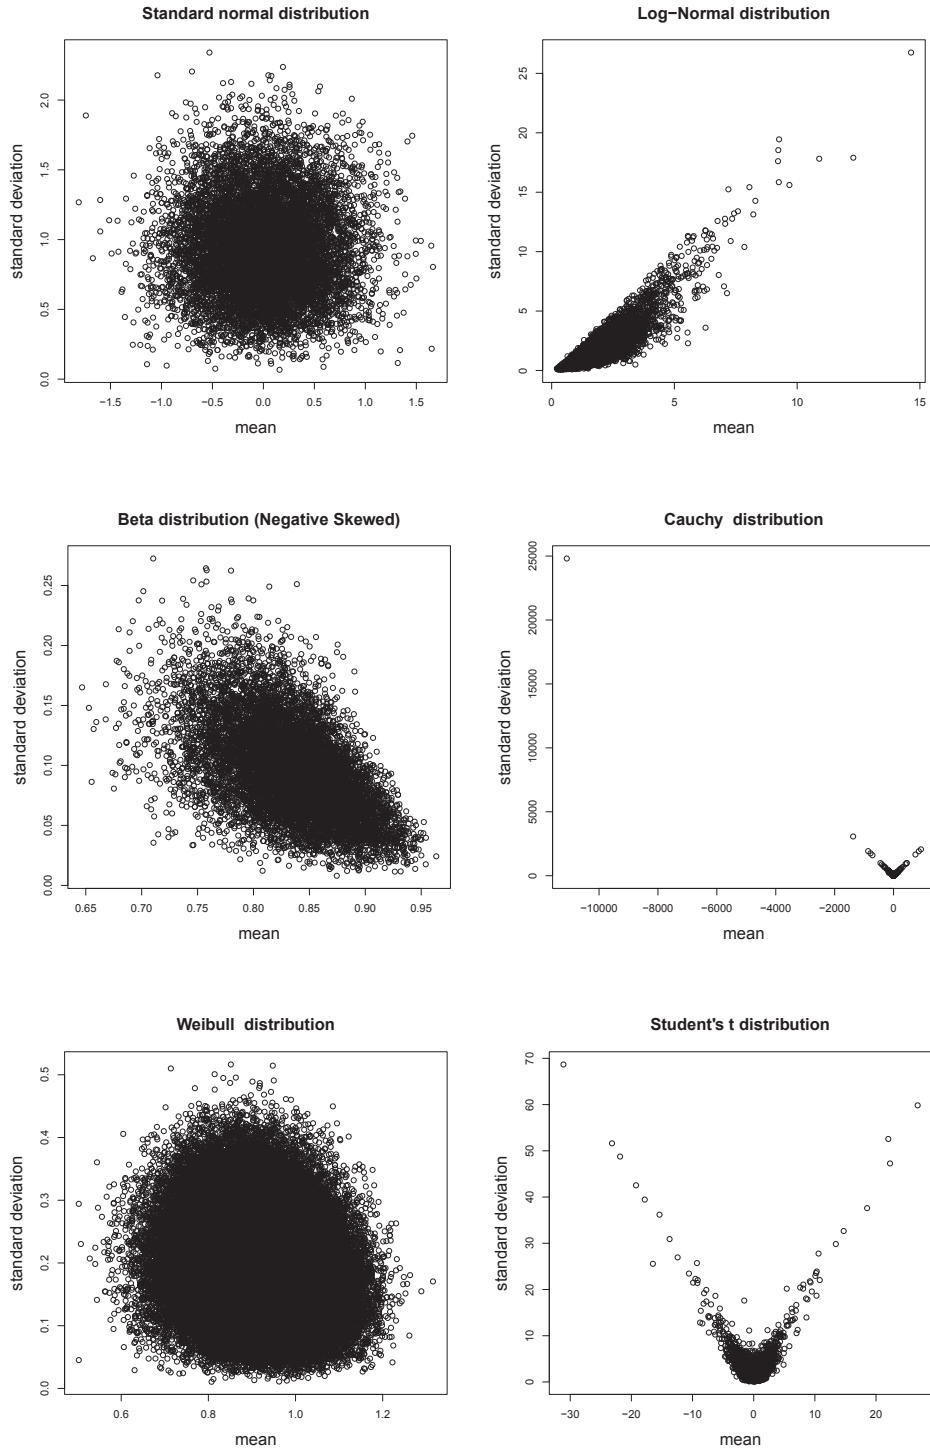 Standard normal distribution
standard deviation
2.0
1.5
1.0
0.5
0.0
−1.5 −1.0 −0.5 0.0 0.5 1.0 1.5
mean
Log−Normal distribution
standard deviation
25
20
15
10
5
0
0 5 10 15
mean
Beta distribution (Negative Skewed)
standard deviation
0.25
0.20
0.15
0.10
0.05
0.00
0.65 0.70 0.75 0.80 0.85 0.90 0.95
mean
Cauchy distribution
standard deviation
25000
20000
15000
10000
5000
0
−10000 −8000 −6000 −4000 −2000 0
mean
Weibull distribution
standard deviation
0.5
0.4
0.3
0.2
0.1
0.0
0.6 0.8 1.0 1.2
mean
Student's t distribution
standard deviation
70
60
50
40
30
20
10
0
−30 −20 −10 0 10 20
mean